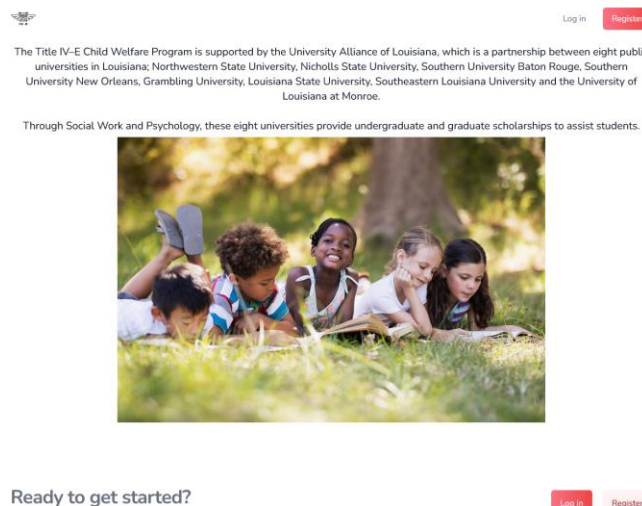 Log in
Register
The Title IV–E Child Welfare Program is supported by the University Alliance of Louisiana, which is a partnership between eight publi
universities in Louisiana; Northwestern State University, Nicholls State University, Southern University Baton Rouge, Southern
University New Orleans, Grambling University, Louisiana State University, Southeastern Louisiana University and the University of
Louisiana at Monroe.
Through Social Work and Psychology, these eight universities provide undergraduate and graduate scholarships to assist students.
Ready to get started?
Log in
Register